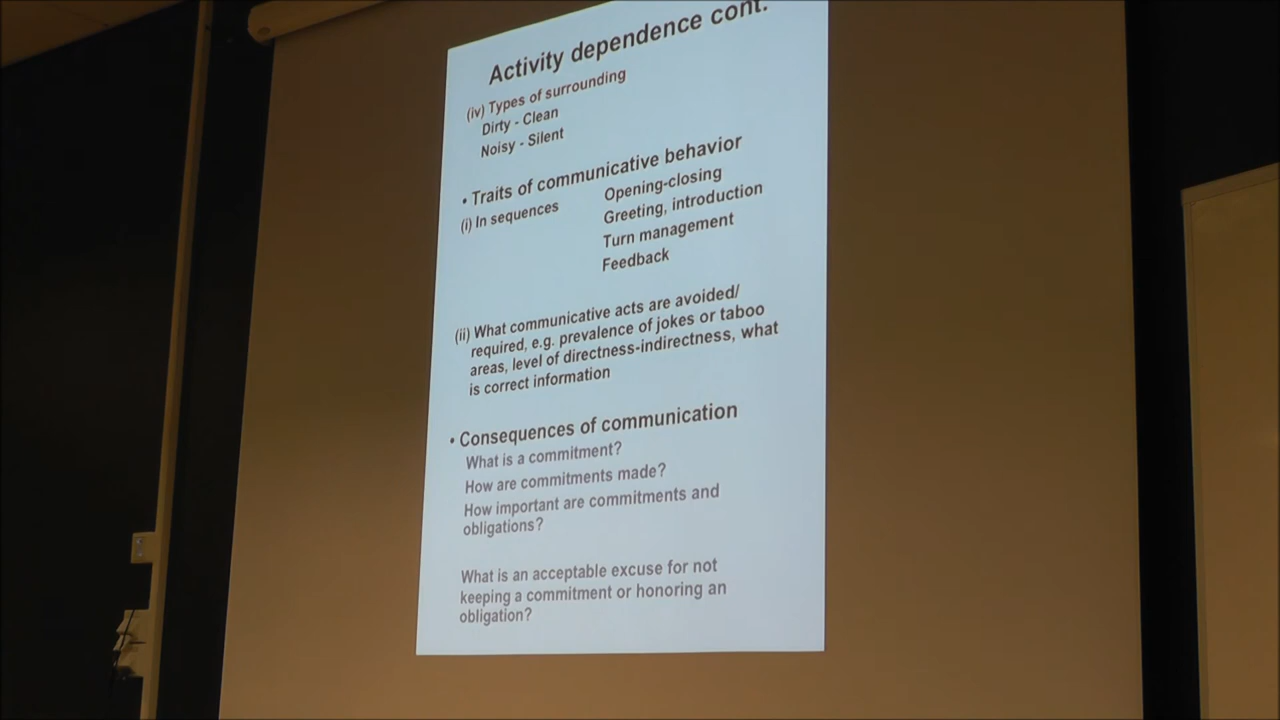 Activity dependence cont.
(iv) Types of surrounding
Dirty - Clean
Noisy - Silent
• Traits of communicative behavior
(i) In sequences
Opening-closing
Greeting, introduction
Turn management
Feedback
(ii) What communicative acts are avoided/
required, e.g. prevalence of jokes or taboo
areas, level of directness-indirectness, what
is correct information
• Consequences of communication
What is a commitment?
How are commitments made?
How important are commitments and
obligations?
What is an acceptable excuse for not
keeping a commitment or honoring an
obligation?